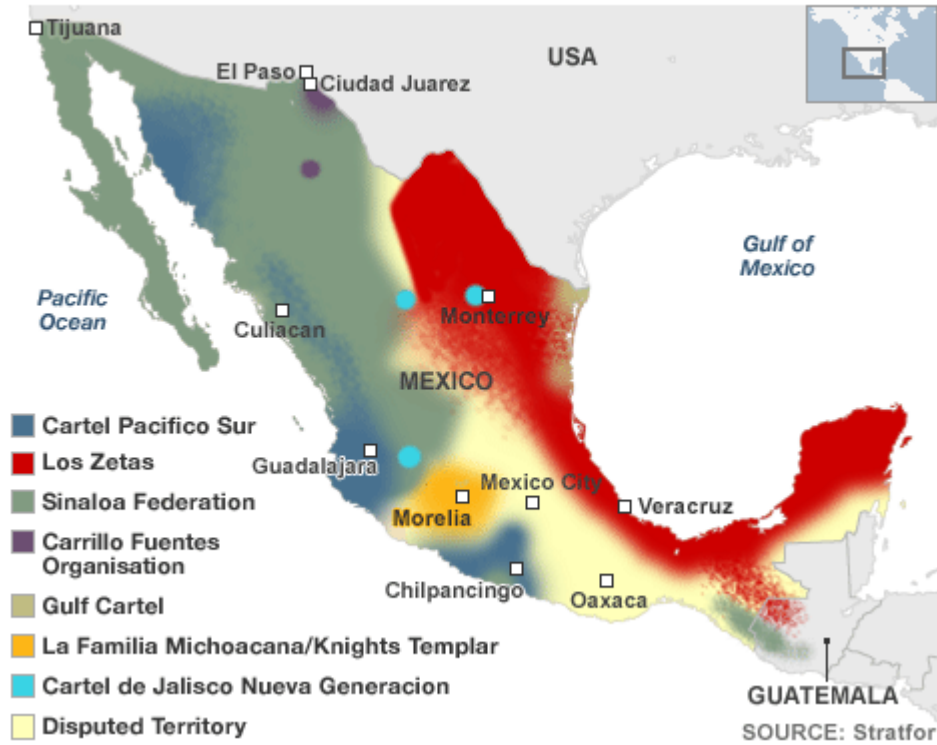 Tijuana
El Paso
Ciudad Juarez
USA
Gulf of
Mexico
Pacific
Ocean
Culiacan
Monterrey
MEXICO
Cartel Pacifico Sur
Los Zetas
Guadalajara
Mexico City
Sinaloa Federation
Morelia
Veracruz
Carrillo Fuentes
Organisation
Chilpancingo
Oaxaca
Gulf Cartel
La Familia Michoacana/Knights Templar
Cartel de Jalisco Nueva Generacion
GUATEMALA
Disputed Territory
SOURCE: Stratfor